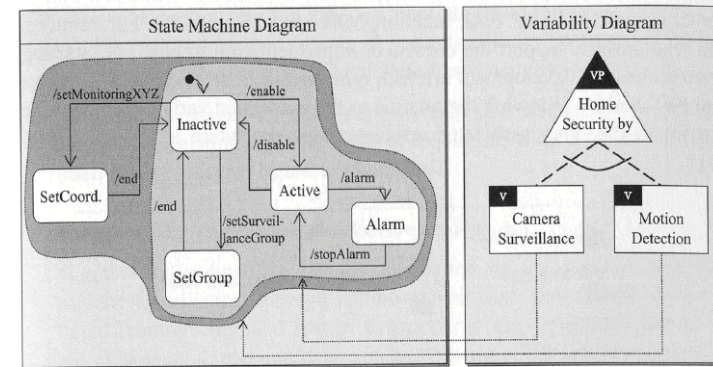 State Machine Diagram
Variability Diagram
/setMonitoringXYZ
/enable
Inactive
/disable
/end
SetCoord.
Active
/alarm
/end
/setSurveil-
lanceGroup
Alarm
/stopAlarm
SetGroup
VP
Home
Security by
V
Camera
Surveillance
V
Motion
Detection